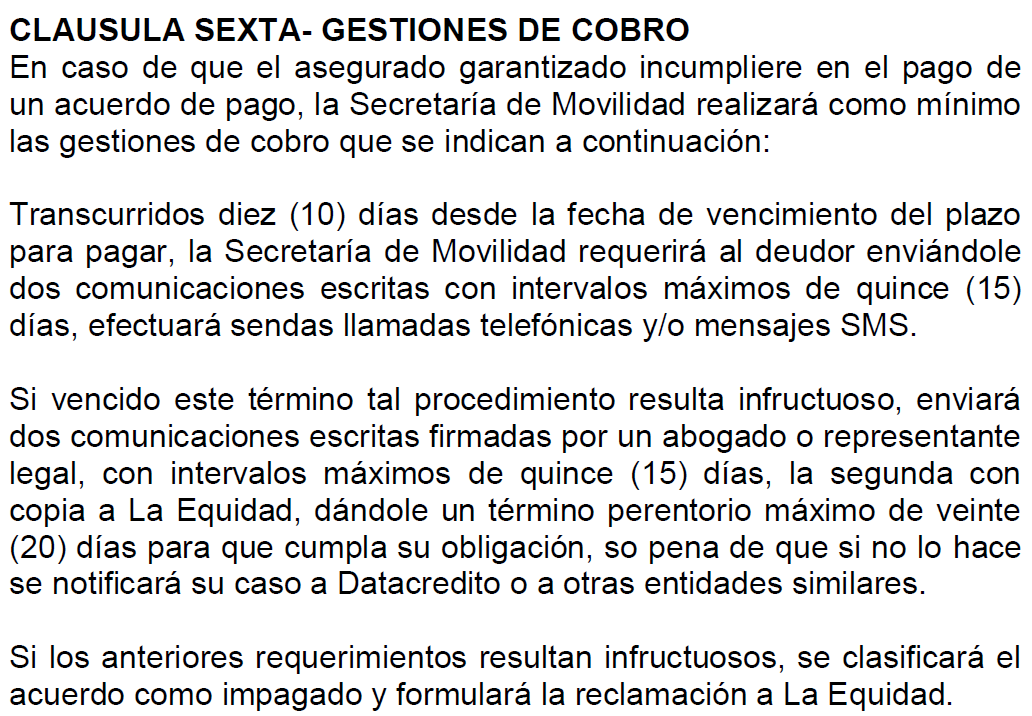 CLAUSULA SEXTA- GESTIONES DE COBRO
En caso de que el asegurado garantizado incumpliere en el pago de
un acuerdo de pago, la Secretaría de Movilidad realizará como mínimo
las gestiones de cobro que se indican a continuación:
Transcurridos diez (10) días desde la fecha de vencimiento del plazo
para pagar, la Secretaría de Movilidad requerirá al deudor enviándole
dos comunicaciones escritas con intervalos máximos de quince (15)
días, efectuará sendas llamadas telefónicas y/o mensajes SMS.
Si vencido este término tal procedimiento resulta infructuoso, enviará
dos comunicaciones escritas firmadas por un abogado o representante
legal, con intervalos máximos de quince (15) días, la segunda con
copia a La Equidad, dándole un término perentorio máximo de veinte
(20) días para que cumpla su obligación, so pena de que si no lo hace
se notificará su caso a Datacredito o a otras entidades similares.
Si los anteriores requerimientos resultan infructuosos, se clasificará el
acuerdo como impagado y formulará la reclamación a La Equidad.